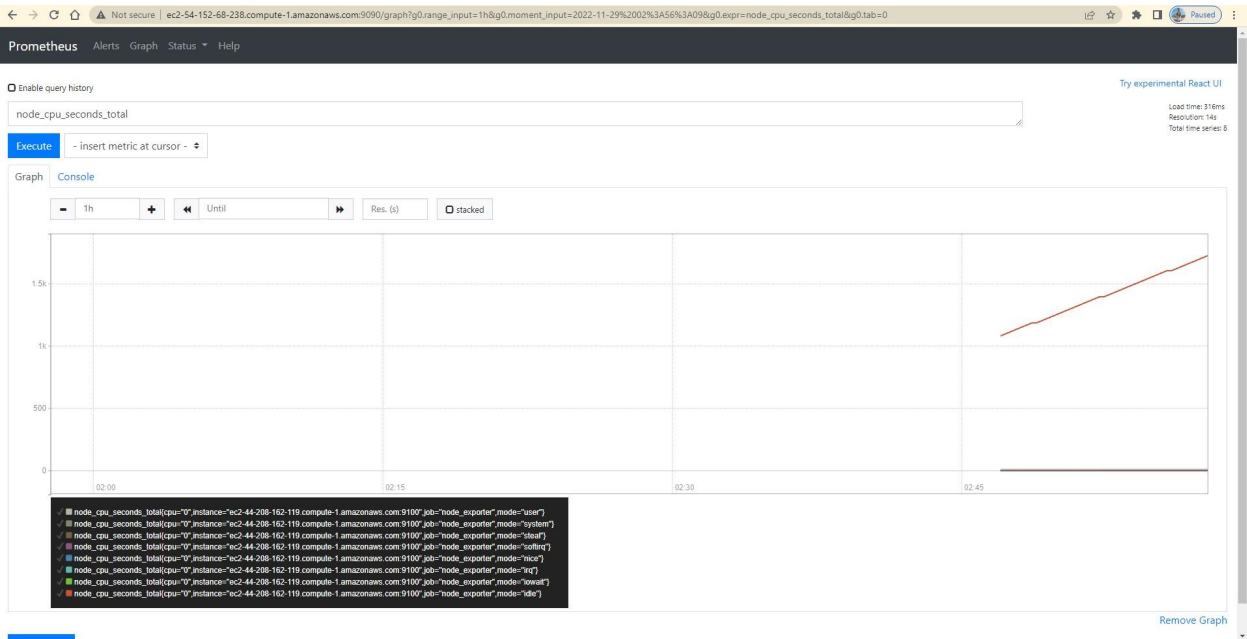 Not secure | ec2-54-152-68-238.compute-1.amazonaws.com:9090/graph?g0.range_input=1h&g0.moment_input=2022-11-29%2002%3A56%3A09&g0.expr=node_cpu_seconds_total&g0.tab=0
Paused
Prometheus Alerts Graph Status Help
Enable query history
Try experimental React UI
node_cpu_seconds_total
Load time: 316ms
Resolution: 14s
Total time series: 8
Execute
- insert metric at cursor -
Graph Console
1h
Until
Res. (s)
stacked
1.5k
1k
500
0
02:00 02:15 02:30 02:45
node_cpu_seconds_total{cpu="0",instance="ec2-44-208-162-119.compute-1.amazonaws.com:9100",job="node_exporter",mode="user"}
node_cpu_seconds_total{cpu="0",instance="ec2-44-208-162-119.compute-1.amazonaws.com:9100",job="node_exporter",mode="system"}
node_cpu_seconds_total{cpu="0",instance="ec2-44-208-162-119.compute-1.amazonaws.com:9100",job="node_exporter",mode="steal"}
node_cpu_seconds_total{cpu="0",instance="ec2-44-208-162-119.compute-1.amazonaws.com:9100",job="node_exporter",mode="softirq"}
node_cpu_seconds_total{cpu="0",instance="ec2-44-208-162-119.compute-1.amazonaws.com:9100",job="node_exporter",mode="nice"}
node_cpu_seconds_total{cpu="0",instance="ec2-44-208-162-119.compute-1.amazonaws.com:9100",job="node_exporter",mode="irq"}
node_cpu_seconds_total{cpu="0",instance="ec2-44-208-162-119.compute-1.amazonaws.com:9100",job="node_exporter",mode="iowait"}
node_cpu_seconds_total{cpu="0",instance="ec2-44-208-162-119.compute-1.amazonaws.com:9100",job="node_exporter",mode="idle"}
Remove Graph